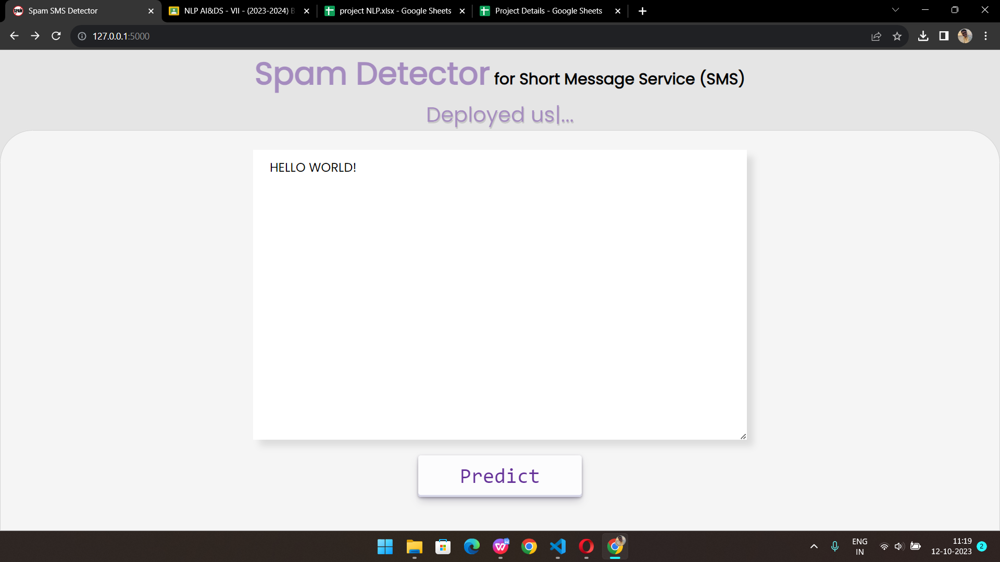 Spam SMS Detector
NLP AI&DS - VII - (2023-2024)
project NLP.xlsx - Google Sheets
Project Details - Google Sheets
127.0.0.1:5000
Spam Detector for Short Message Service (SMS)
Deployed us|...
HELLO WORLD!
Predict
ENG
IN
11:19
12-10-2023
2